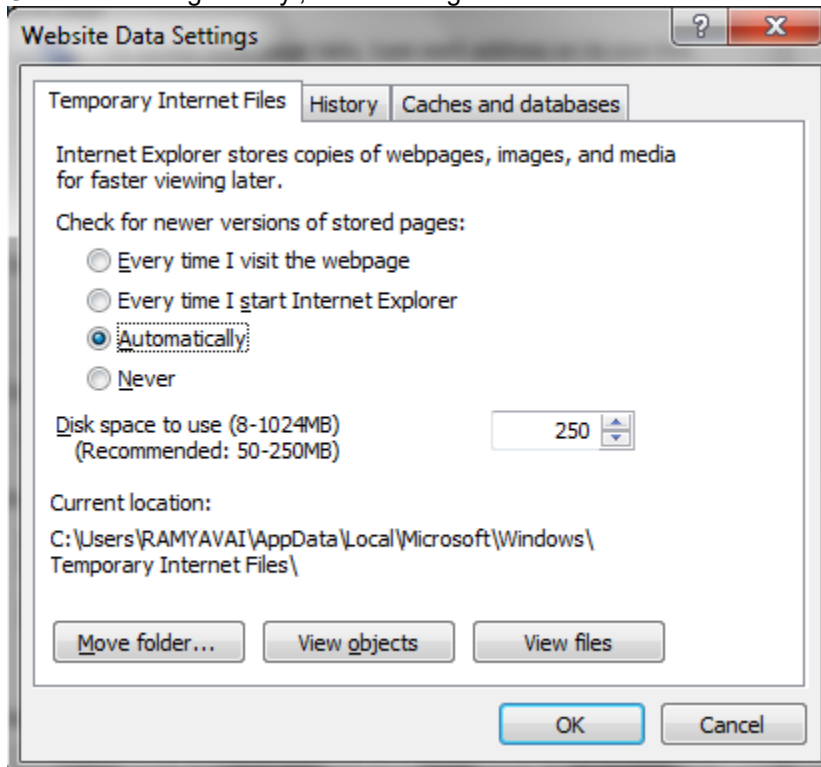 Website Data Settings
Temporary Internet Files History Caches and databases
Internet Explorer stores copies of webpages, images, and media
for faster viewing later.
Check for newer versions of stored pages:
Every time I visit the webpage
Every time I start Internet Explorer
Automatically
Never
Disk space to use (8-1024MB) 250
(Recommended: 50-250MB)
Current location:
C:\Users\RAMYAVAI\AppData\Local\Microsoft\Windows\
Temporary Internet Files\
Move folder... View objects View files
OK Cancel